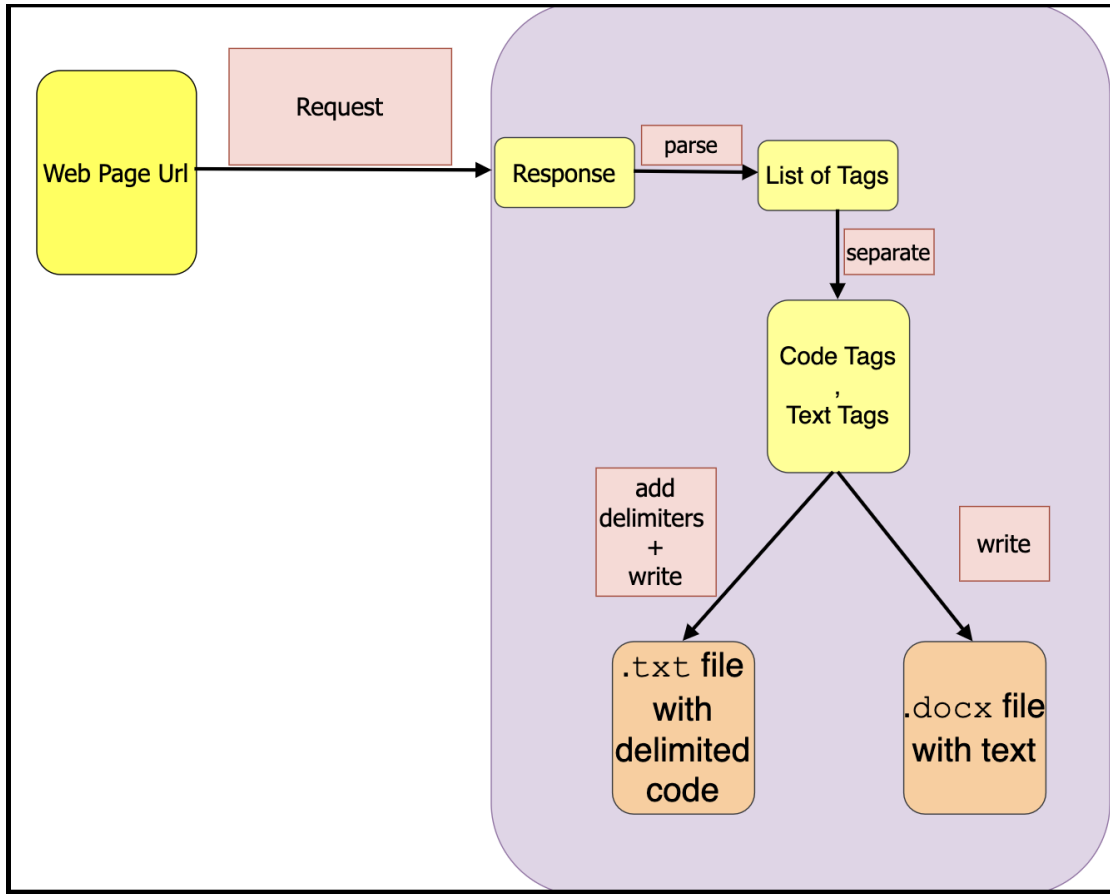 Web Page Url
Request
Response
parse
List of Tags
separate
Code Tags
,
Text Tags
add
delimiters
+
write
write
.txt file
with
delimited
code
.docx file
with text